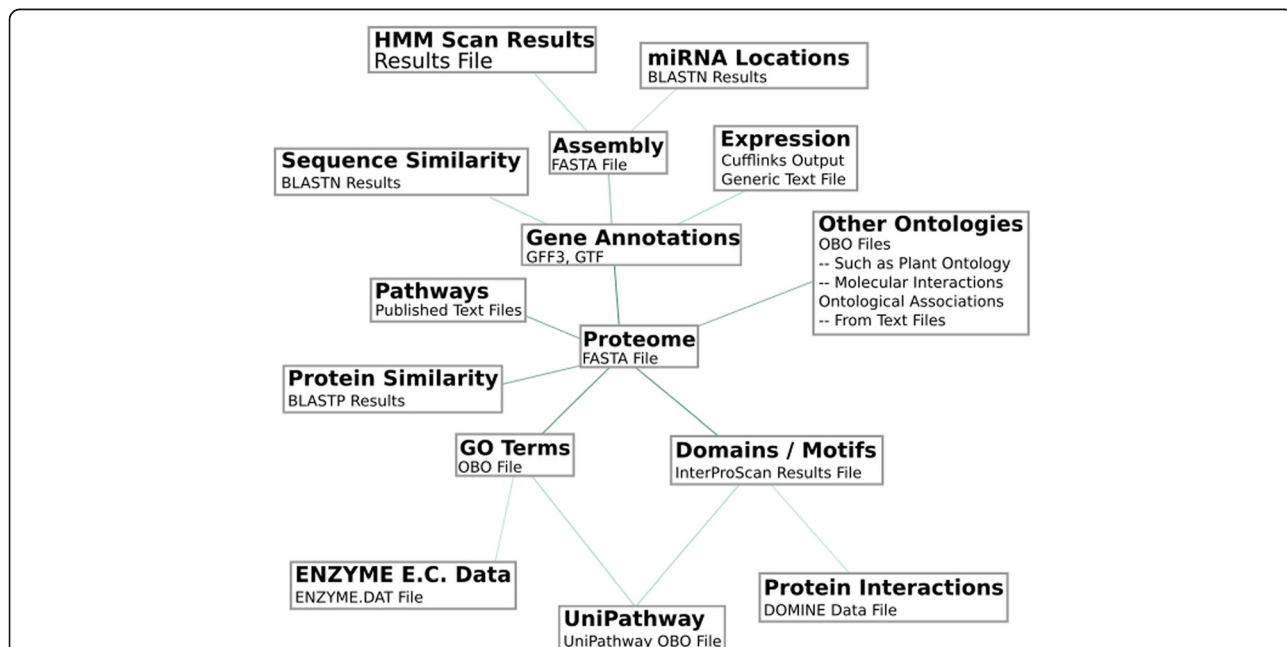 HMM Scan Results
Results File
miRNA Locations
BLASTN Results
Assembly
FASTA File
Expression
Cufflinks Output
Generic Text File
Sequence Similarity
BLASTN Results
Gene Annotations
GFF3, GTF
Other Ontologies
OBO Files
-- Such as Plant Ontology
-- Molecular Interactions
Ontological Associations
-- From Text Files
Pathways
Published Text Files
Proteome
FASTA File
Protein Similarity
BLASTP Results
GO Terms
OBO File
Domains / Motifs
InterProScan Results File
ENZYME E.C. Data
ENZYME.DAT File
Protein Interactions
DOMINE Data File
UniPathway
UniPathway OBO File